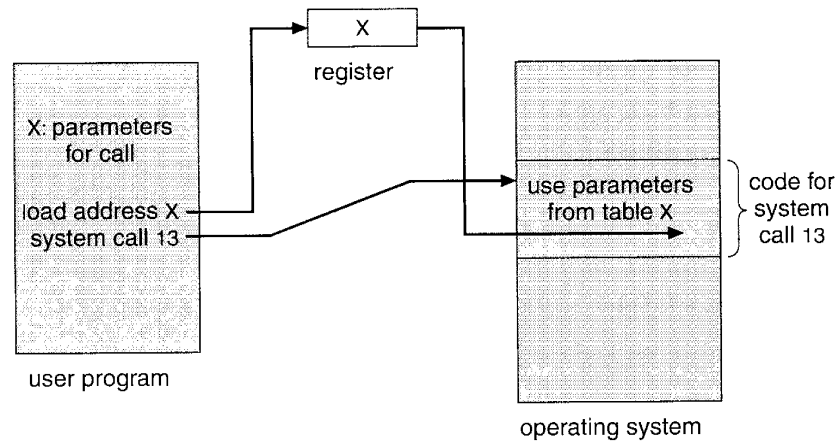 X
register
X: parameters
for call
load address X
system call 13
user program
use parameters
from table X
code for
system
call 13
operating system